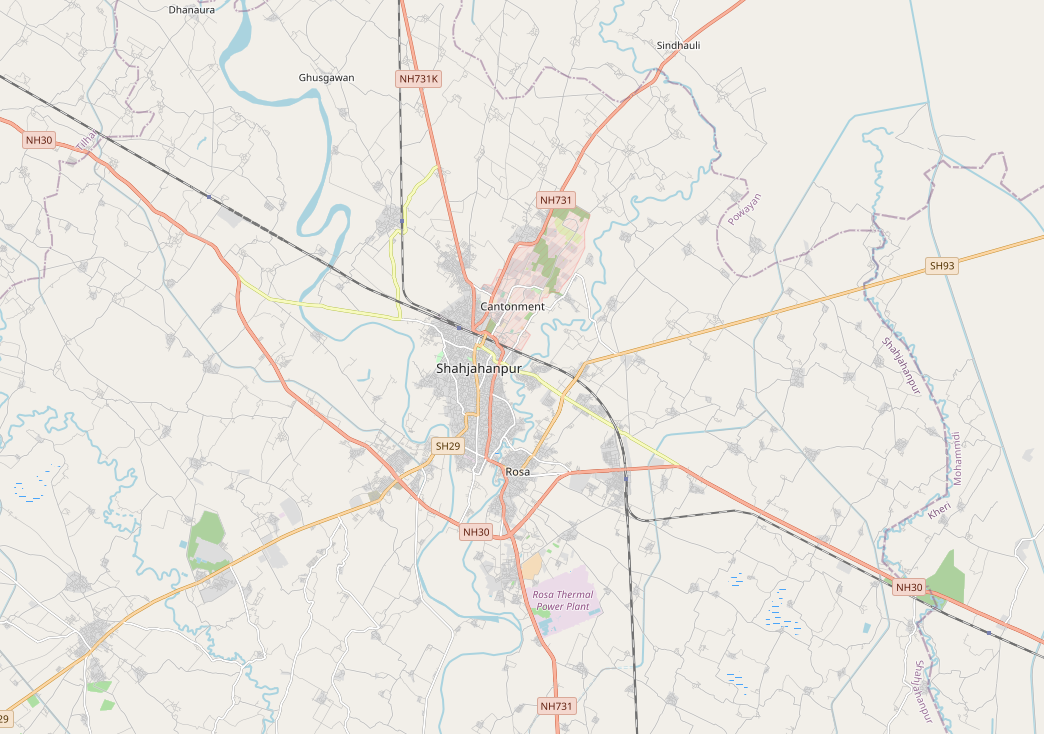 Dhanaura
Sindhauli
Ghusgawan
NH731K
NH30
Tilhar
NH731
Powayan
SH93
Cantonment
Shahjahanpur
Shahjahanpur
SH29
Mohammdi
Rosa
Kheri
NH30
NH30
Rosa Thermal
Power Plant
Shahjahanpur
NH731
29